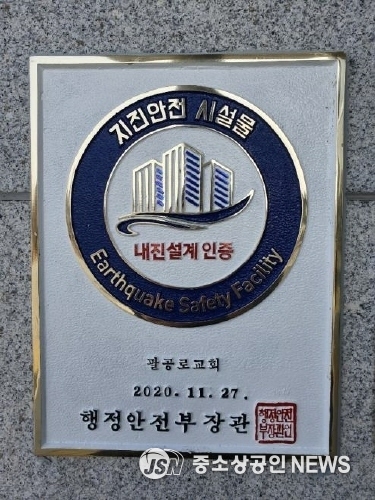 지진안전 시설물
내진설계 인증
Earthquake Safety Facility
팔공로교회
2020. 11. 27.
행정안전부장관
행정안전
부장관인
JSN 중소상공인 NEWS